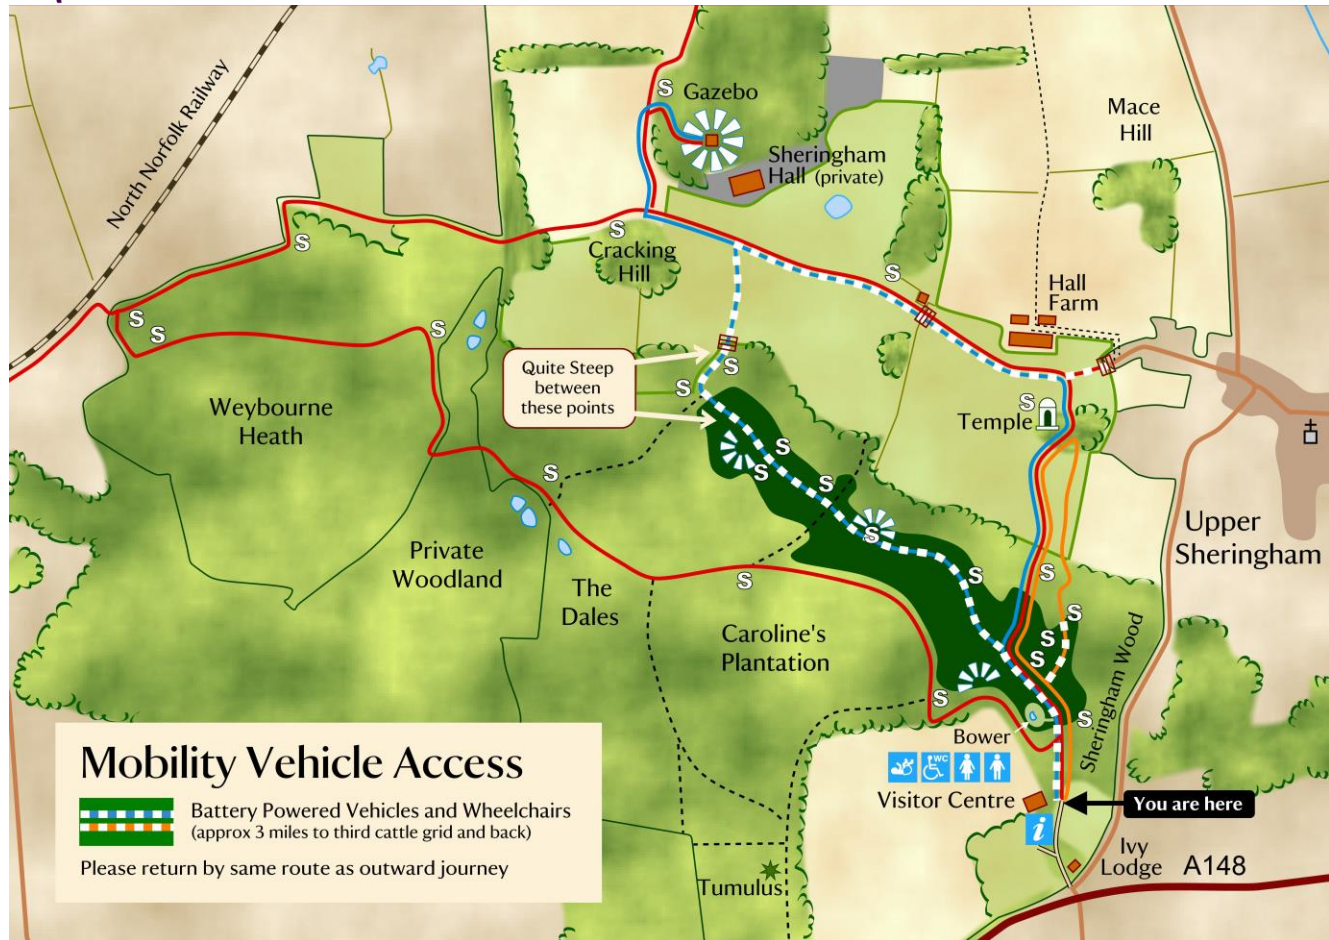 North Norfolk Railway
S
Gazebo
Sheringham
Hall (private)
Mace
Hill
S
S
Cracking
Hill
S
Hall
Farm
S
S
S
Quite Steep
between
these points
S
S
Weybourne
Heath
S
Temple
S
S
S
S
S
Upper
Sheringham
Private
Woodland
The
Dales
S
Caroline's
Plantation
S
S
S
S
S
Sheringham Wood
S
S
Bower
WC
Visitor Centre
You are here
i
Ivy
Lodge
A148
Tumulus
Mobility Vehicle Access
Battery Powered Vehicles and Wheelchairs
(approx 3 miles to third cattle grid and back)
Please return by same route as outward journey